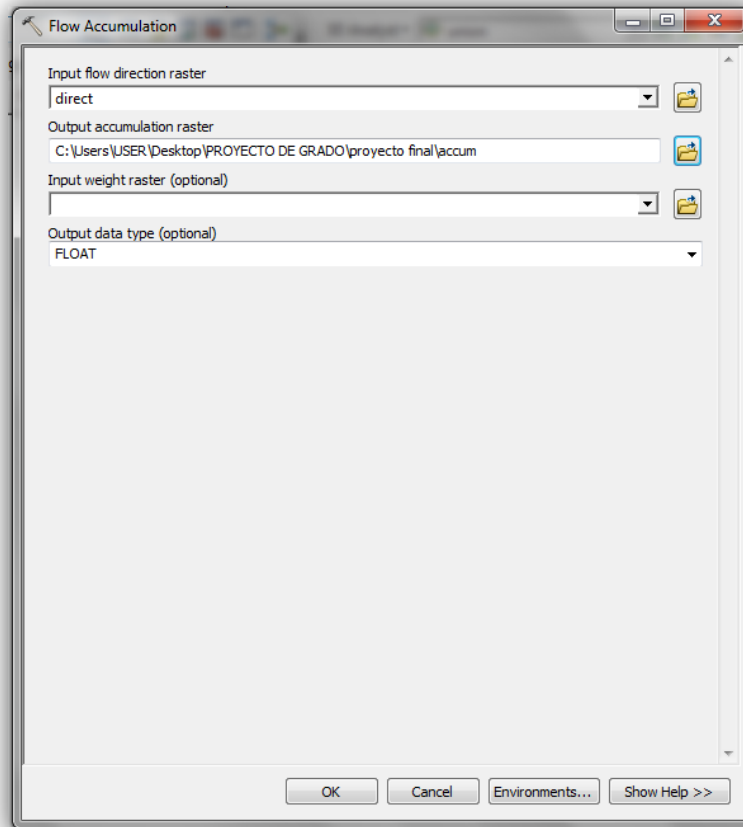 Flow Accumulation
Input flow direction raster
direct
Output accumulation raster
C:\Users\USER\Desktop\PROYECTO DE GRADO\proyecto final\accum
Input weight raster (optional)
Output data type (optional)
FLOAT
OK
Cancel
Environments...
Show Help >>